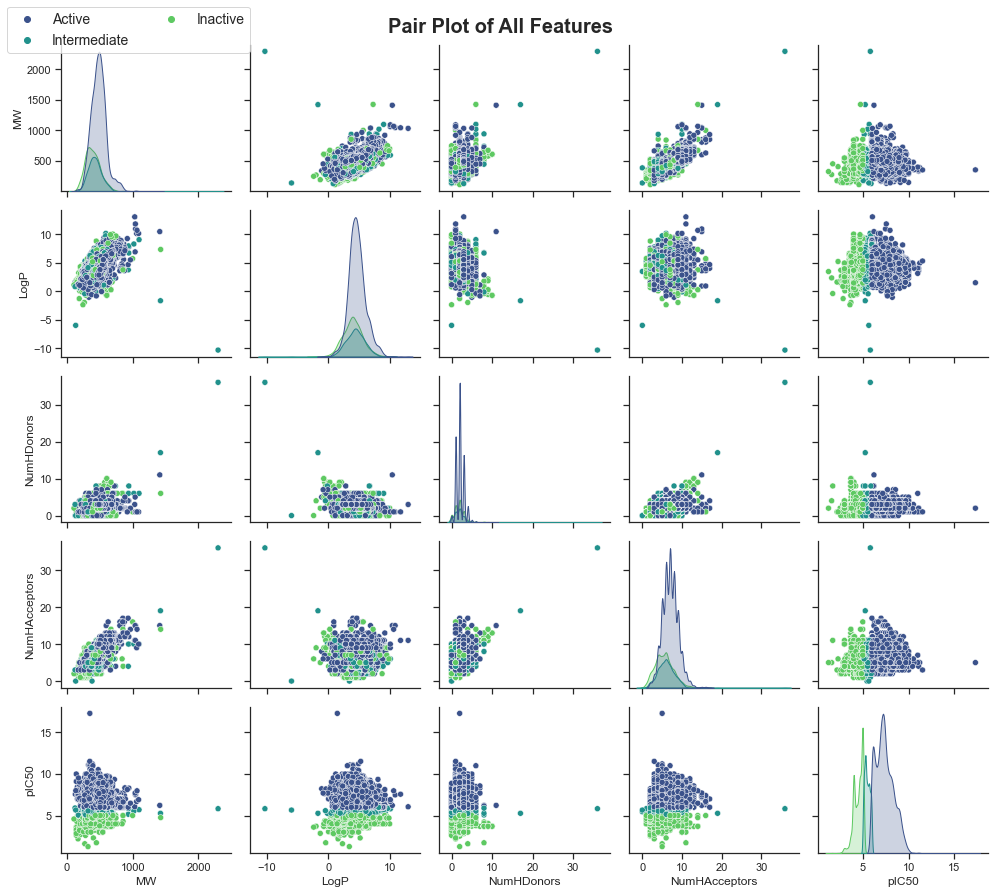 Pair Plot of All Features
Active
Inactive
Intermediate
MW
2000
1500
1000
500
LogP
10
5
0
−5
−10
NumHDonors
30
20
10
0
NumHAcceptors
30
20
10
0
pIC50
15
10
5
0 1000 2000
−10 0 10
0 10 20 30
0 10 20 30
5 10 15
MW
LogP
NumHDonors
NumHAcceptors
pIC50